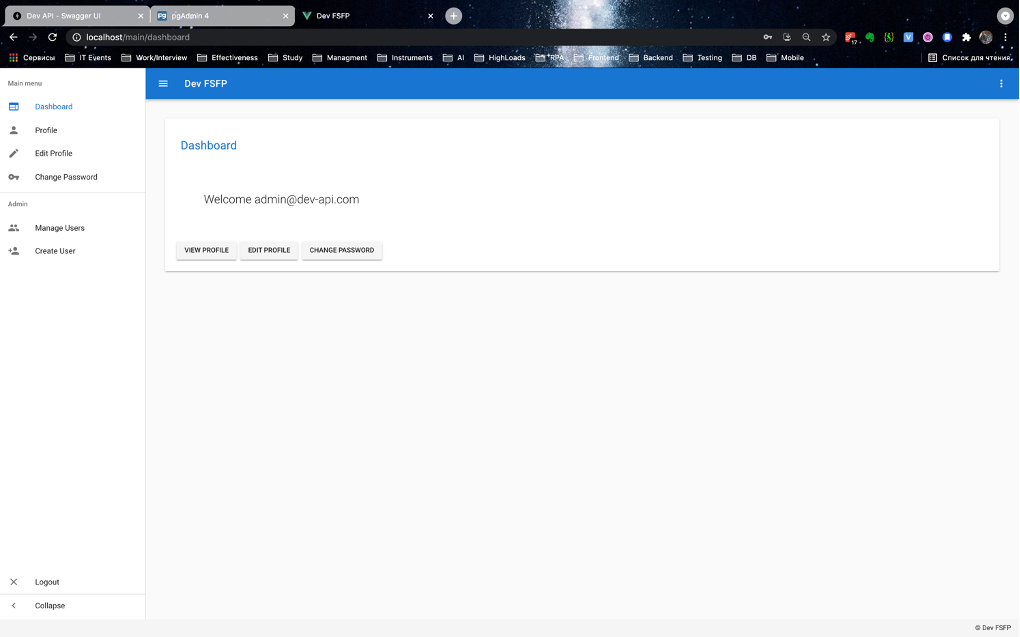 Dev API - Swagger UI
pgAdmin 4
Dev FSFP
localhost/main/dashboard
17
Сервисы IT Events Work/Interview Effectiveness Study Managment Instruments AI HighLoads RPA Frontend Backend Testing DB Mobile Список для чтения
Main menu
Dev FSFP
Dashboard
Profile
Edit Profile
Change Password
Admin
Manage Users
Create User
Dashboard
Welcome admin@dev-api.com
VIEW PROFILE EDIT PROFILE CHANGE PASSWORD
Logout
Collapse
© Dev FSFP